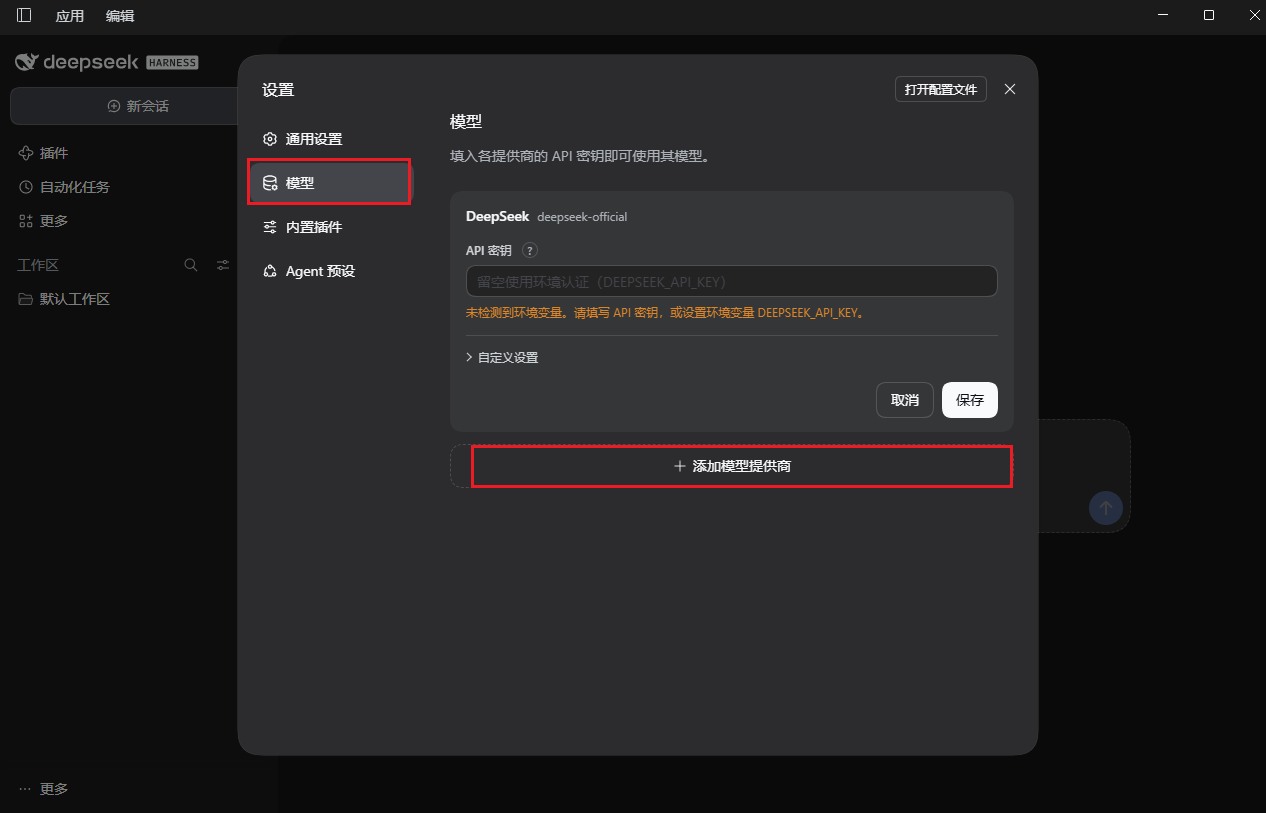 应用 编辑
deepseek HARNESS
新会话
插件
自动化任务
更多
工作区
默认工作区
更多
设置
打开配置文件
通用设置
模型
内置插件
Agent 预设
模型
填入各提供商的 API 密钥即可使用其模型。
DeepSeek deepseek-official
API 密钥 ?
留空使用环境认证（DEEPSEEK_API_KEY）
未检测到环境变量。请填写 API 密钥，或设置环境变量 DEEPSEEK_API_KEY。
自定义设置
取消 保存
添加模型提供商